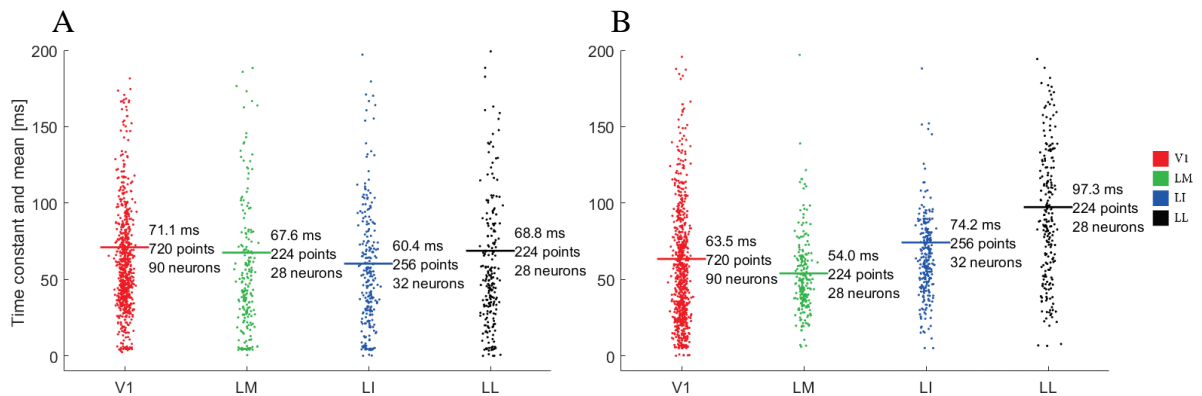 A
B
Time constant and mean [ms]
200
150
100
50
0
71.1 ms
720 points
90 neurons
67.6 ms
224 points
28 neurons
60.4 ms
256 points
32 neurons
68.8 ms
224 points
28 neurons
V1
LM
LI
LL
200
150
100
50
0
63.5 ms
720 points
90 neurons
54.0 ms
224 points
28 neurons
74.2 ms
256 points
32 neurons
97.3 ms
224 points
28 neurons
V1
LM
LI
LL
V1
LM
LI
LL